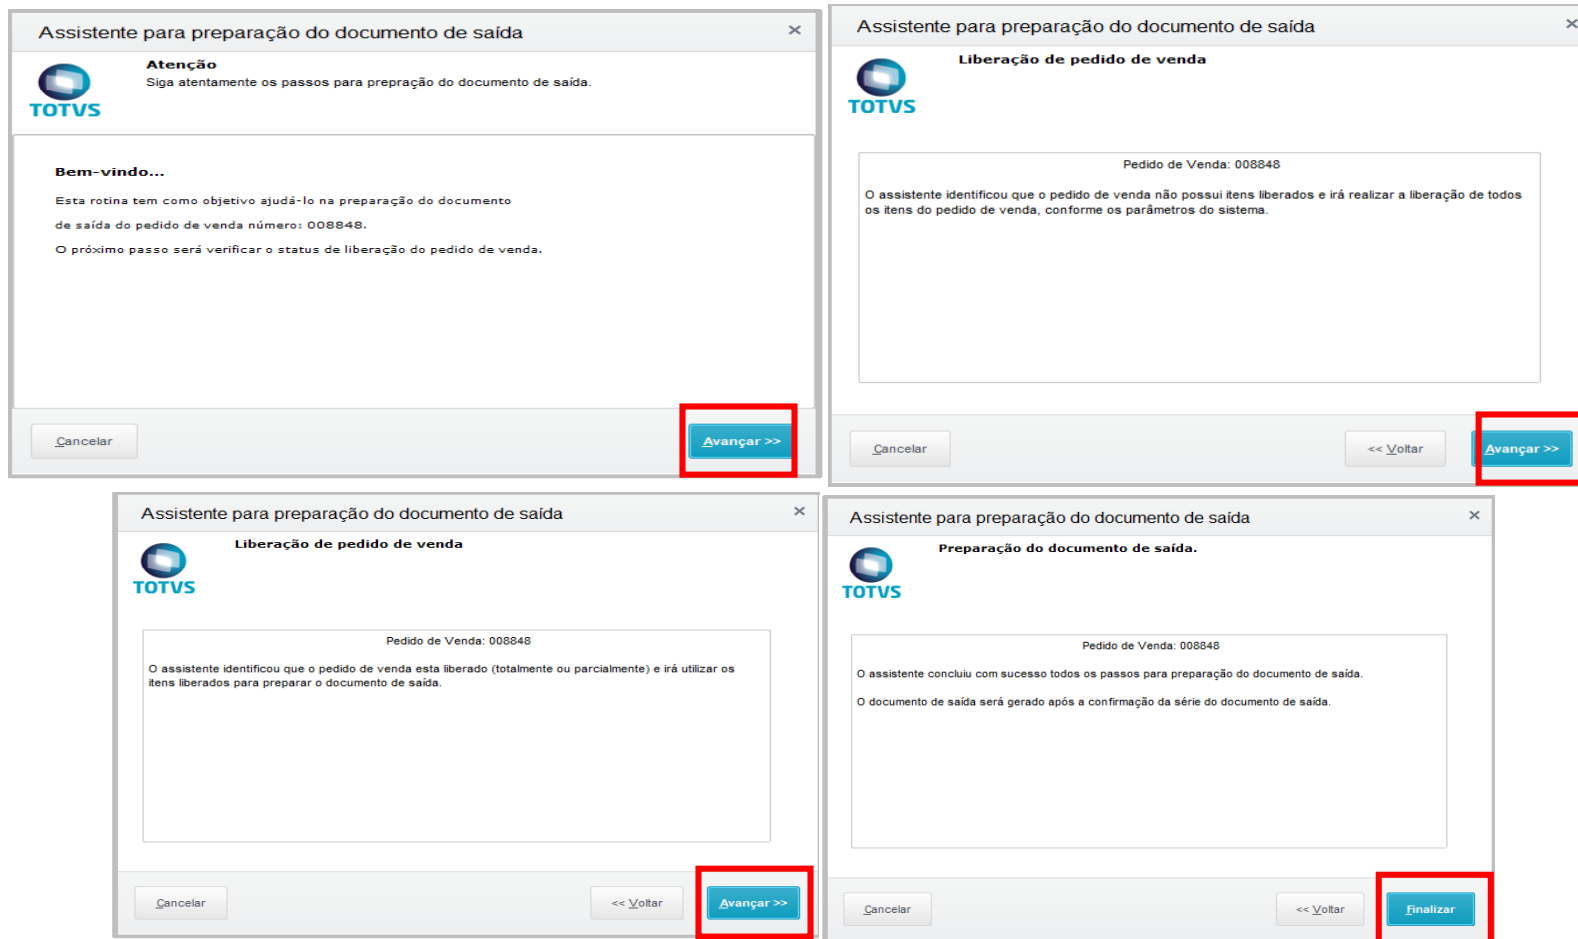 Assistente para preparação do documento de saída
×
Atenção
Siga atentamente os passos para prepração do documento de saída.
TOTVS
Bem-vindo...
Esta rotina tem como objetivo ajudá-lo na preparação do documento
de saída do pedido de venda número: 008848.
O próximo passo será verificar o status de liberação do pedido de venda.
Cancelar
Avançar >>
Assistente para preparação do documento de saída
×
Liberação de pedido de venda
TOTVS
Pedido de Venda: 008848
O assistente identificou que o pedido de venda não possui itens liberados e irá realizar a liberação de todos
os itens do pedido de venda, conforme os parâmetros do sistema.
Cancelar
<< Voltar
Avançar >>
Assistente para preparação do documento de saída
×
Liberação de pedido de venda
TOTVS
Pedido de Venda: 008848
O assistente identificou que o pedido de venda esta liberado (totalmente ou parcialmente) e irá utilizar os
itens liberados para preparar o documento de saída.
Cancelar
<< Voltar
Avançar >>
Assistente para preparação do documento de saída
×
Preparação do documento de saída.
TOTVS
Pedido de Venda: 008848
O assistente concluiu com sucesso todos os passos para preparação do documento de saída.
O documento de saída será gerado após a confirmação da série do documento de saída.
Cancelar
<< Voltar
Finalizar